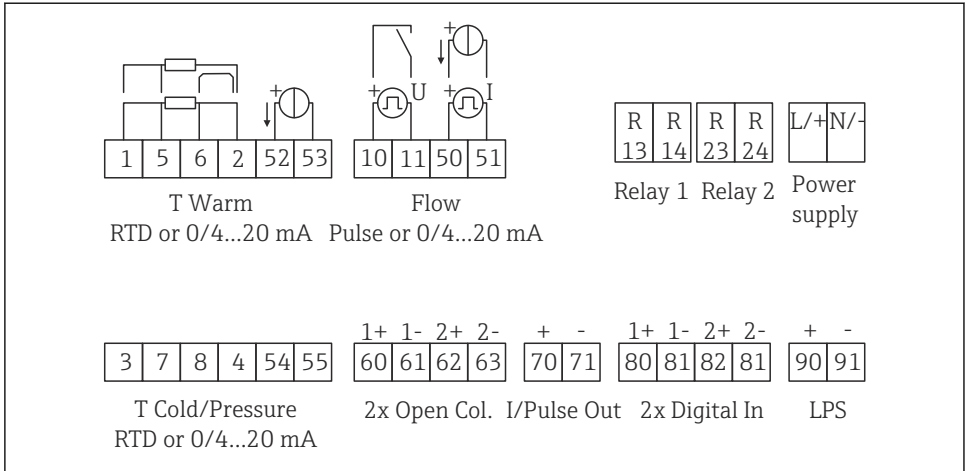 + U + I +
+
1 5 6 2 52 53 10 11 50 51
R R R R L/+ N/-
13 14 23 24
T Warm Flow Relay 1 Relay 2 Power supply
RTD or 0/4...20 mA Pulse or 0/4...20 mA
1+ 1- 2+ 2- + - 1+ 1- 2+ 2- + -
3 7 8 4 54 55 60 61 62 63 70 71 80 81 82 81 90 91
T Cold/Pressure 2x Open Col. I/Pulse Out 2x Digital In LPS
RTD or 0/4...20 mA